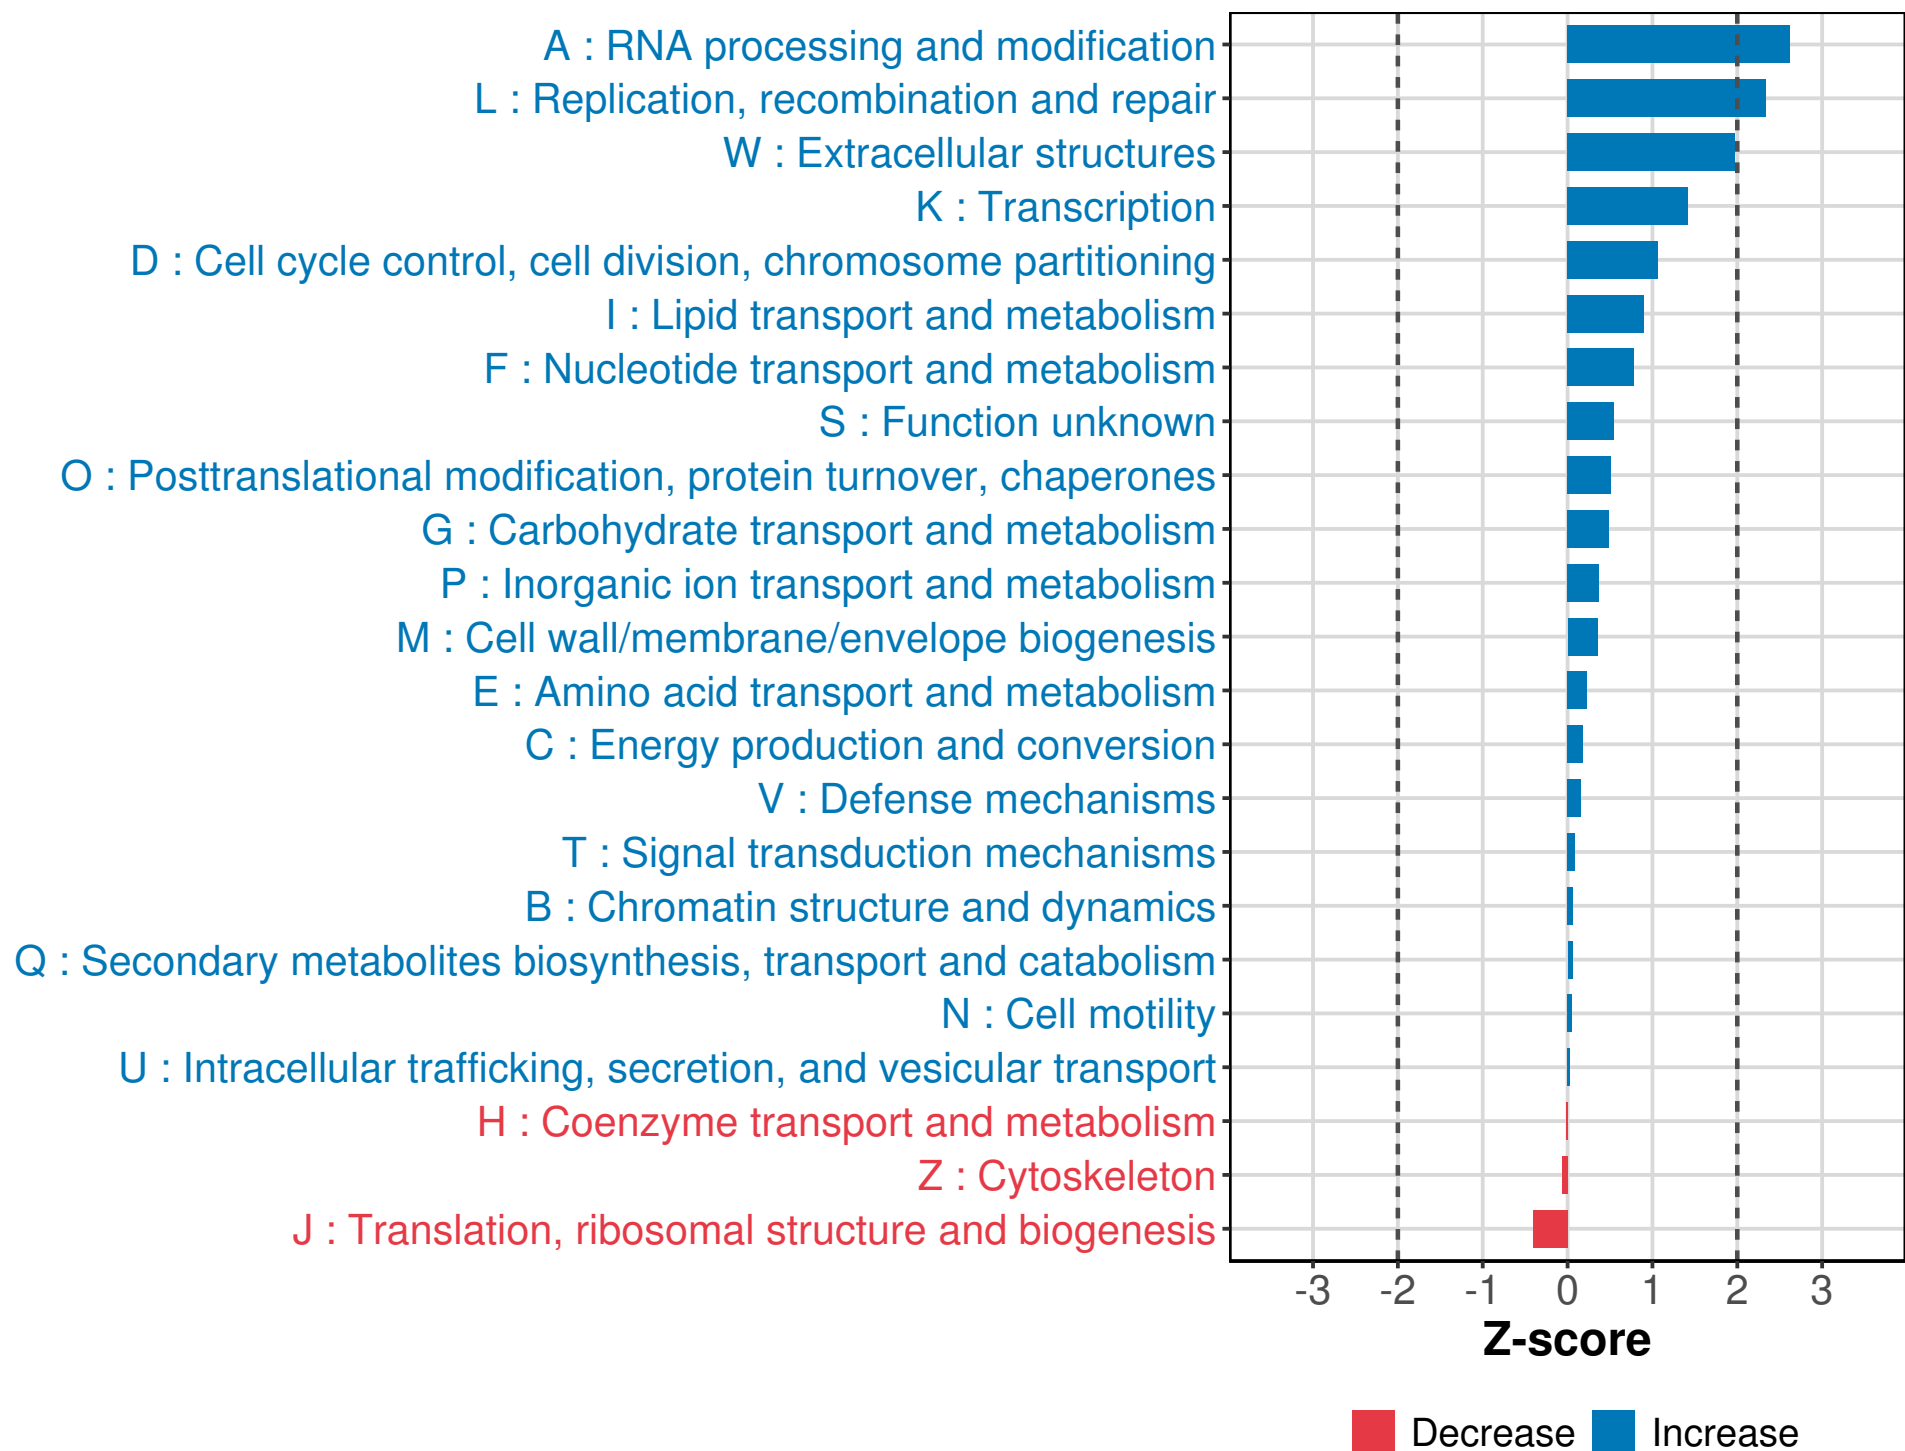 A : RNA processing and modification
L : Replication, recombination and repair
W : Extracellular structures
K : Transcription
D : Cell cycle control, cell division, chromosome partitioning
I : Lipid transport and metabolism
F : Nucleotide transport and metabolism
S : Function unknown
O : Posttranslational modification, protein turnover, chaperones
G : Carbohydrate transport and metabolism
P : Inorganic ion transport and metabolism
M : Cell wall/membrane/envelope biogenesis
E : Amino acid transport and metabolism
C : Energy production and conversion
V : Defense mechanisms
T : Signal transduction mechanisms
B : Chromatin structure and dynamics
Q : Secondary metabolites biosynthesis, transport and catabolism
N : Cell motility
U : Intracellular trafficking, secretion, and vesicular transport
H : Coenzyme transport and metabolism
Z : Cytoskeleton
J : Translation, ribosomal structure and biogenesis
-3 -2 -1 0 1 2 3
Z-score
Decrease Increase